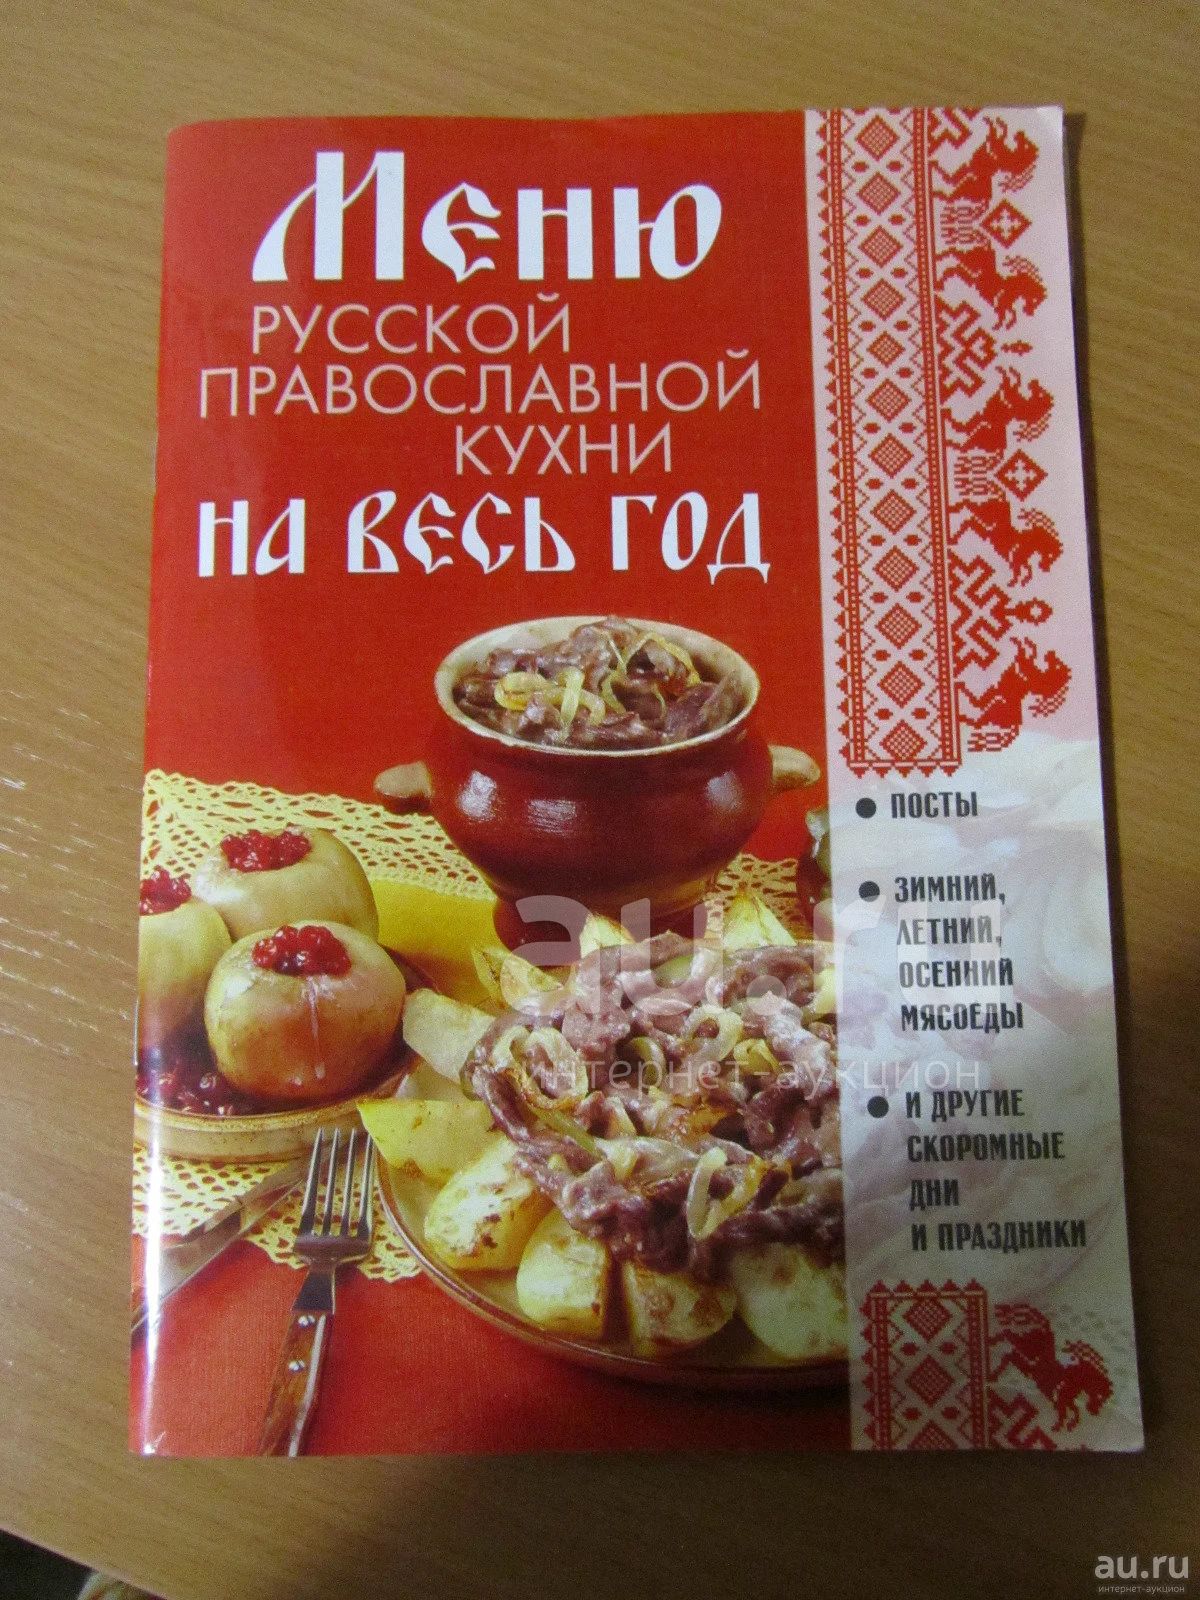 Меню
РУССКОЙ
ПРАВОСЛАВНОЙ
КУХНИ
НА ВЕСЬ ГОД
• ПОСТЫ
• ЗИМНИЙ,
ЛЕТНИЙ,
ОСЕННИЙ
МЯСОЕДЫ
• И ДРУГИЕ
СКОРОМНЫЕ
ДНИ
И ПРАЗДНИКИ
au.ru
интернет-аукцион
au.ru
интернет-аукцион